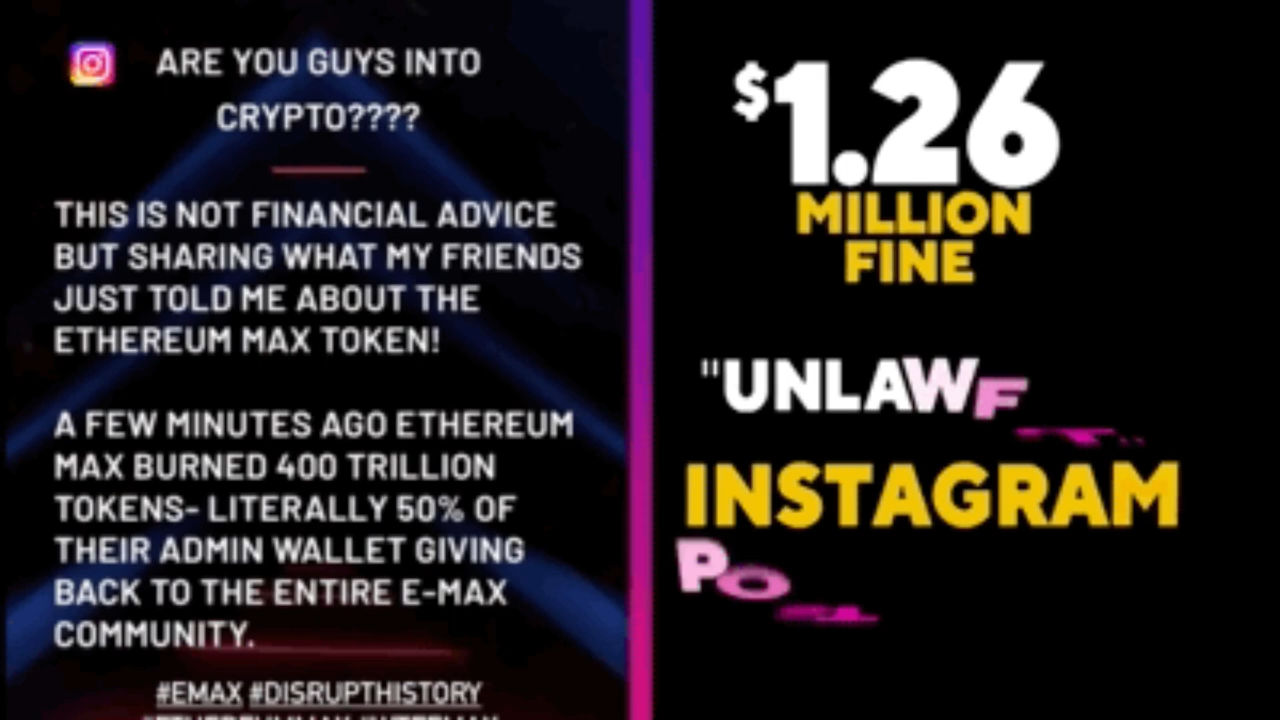 ARE YOU GUYS INTO
CRYPTO????
THIS IS NOT FINANCIAL ADVICE
BUT SHARING WHAT MY FRIENDS
JUST TOLD ME ABOUT THE
ETHEREUM MAX TOKEN!
A FEW MINUTES AGO ETHEREUM
MAX BURNED 400 TRILLION
TOKENS- LITERALLY 50% OF
THEIR ADMIN WALLET GIVING
BACK TO THE ENTIRE E-MAX
COMMUNITY.
#EMAX #DISRUPTHISTORY
$1.26
MILLION
FINE
"UNLAWF
INSTAGRAM
PO